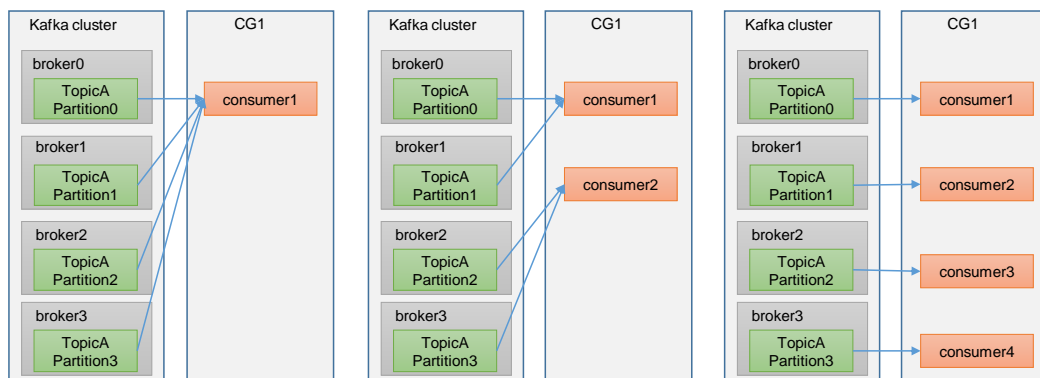 Kafka cluster
CG1
broker0
TopicA
Partition0
consumer1
broker1
TopicA
Partition1
broker2
TopicA
Partition2
broker3
TopicA
Partition3
Kafka cluster
CG1
broker0
TopicA
Partition0
consumer1
broker1
TopicA
Partition1
consumer2
broker2
TopicA
Partition2
broker3
TopicA
Partition3
Kafka cluster
CG1
broker0
TopicA
Partition0
consumer1
broker1
TopicA
Partition1
consumer2
broker2
TopicA
Partition2
consumer3
broker3
TopicA
Partition3
consumer4